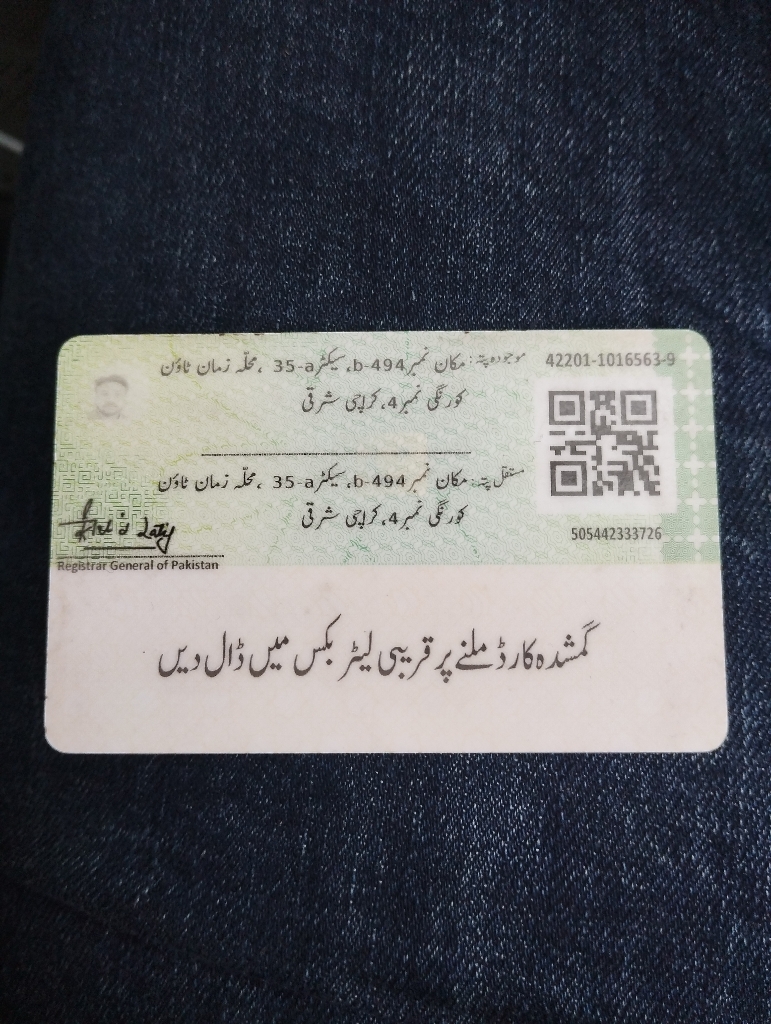 42201-1016563-9
موجودہ پتہ: مکان نمبر b-494، سیکٹر 35-a، محلّہ زمان ٹاؤن
کورنگی نمبر 4، کراچی شرقی
مستقل پتہ: مکان نمبر b-494، سیکٹر 35-a، محلّہ زمان ٹاؤن
کورنگی نمبر 4، کراچی شرقی
505442333726
Registrar General of Pakistan
گمشدہ کارڈ ملنے پر قریبی لیٹر بکس میں ڈال دیں